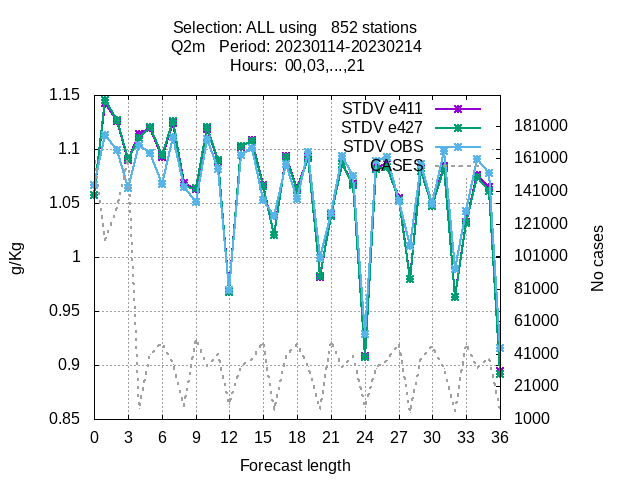 Selection: ALL using   852 stations
Q2m   Period: 20230114-20230214
Hours:  00,03,...,21
STDV e411
STDV e427
STDV OBS
CASES
1.15
1.1
1.05
1
0.95
0.9
0.85
181000
161000
141000
121000
101000
81000
61000
41000
21000
1000
g/Kg
No cases
0 3 6 9 12 15 18 21 24 27 30 33 36
Forecast length